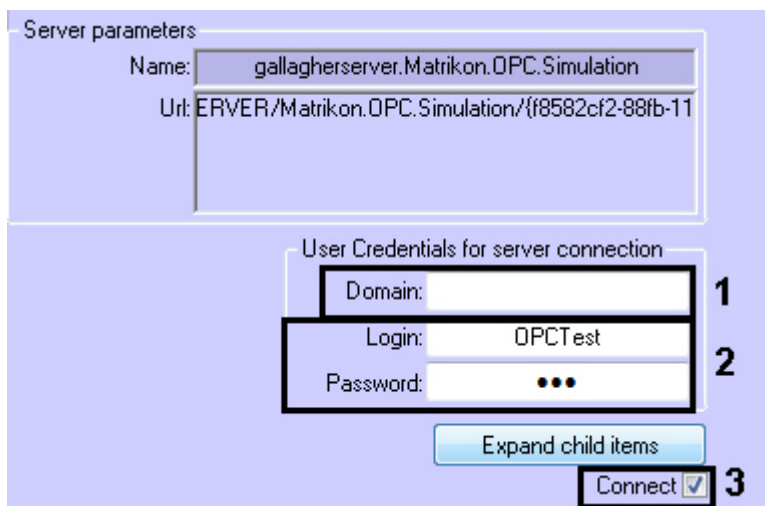 Server parameters
Name: gallagherserver.Matrikon.OPC.Simulation
Url: ERVER/Matrikon.OPC.Simulation/{f8582cf2-88fb-11
User Credentials for server connection
Domain: 1
Login: OPCTest
2
Password: •••
Expand child items
Connect 3